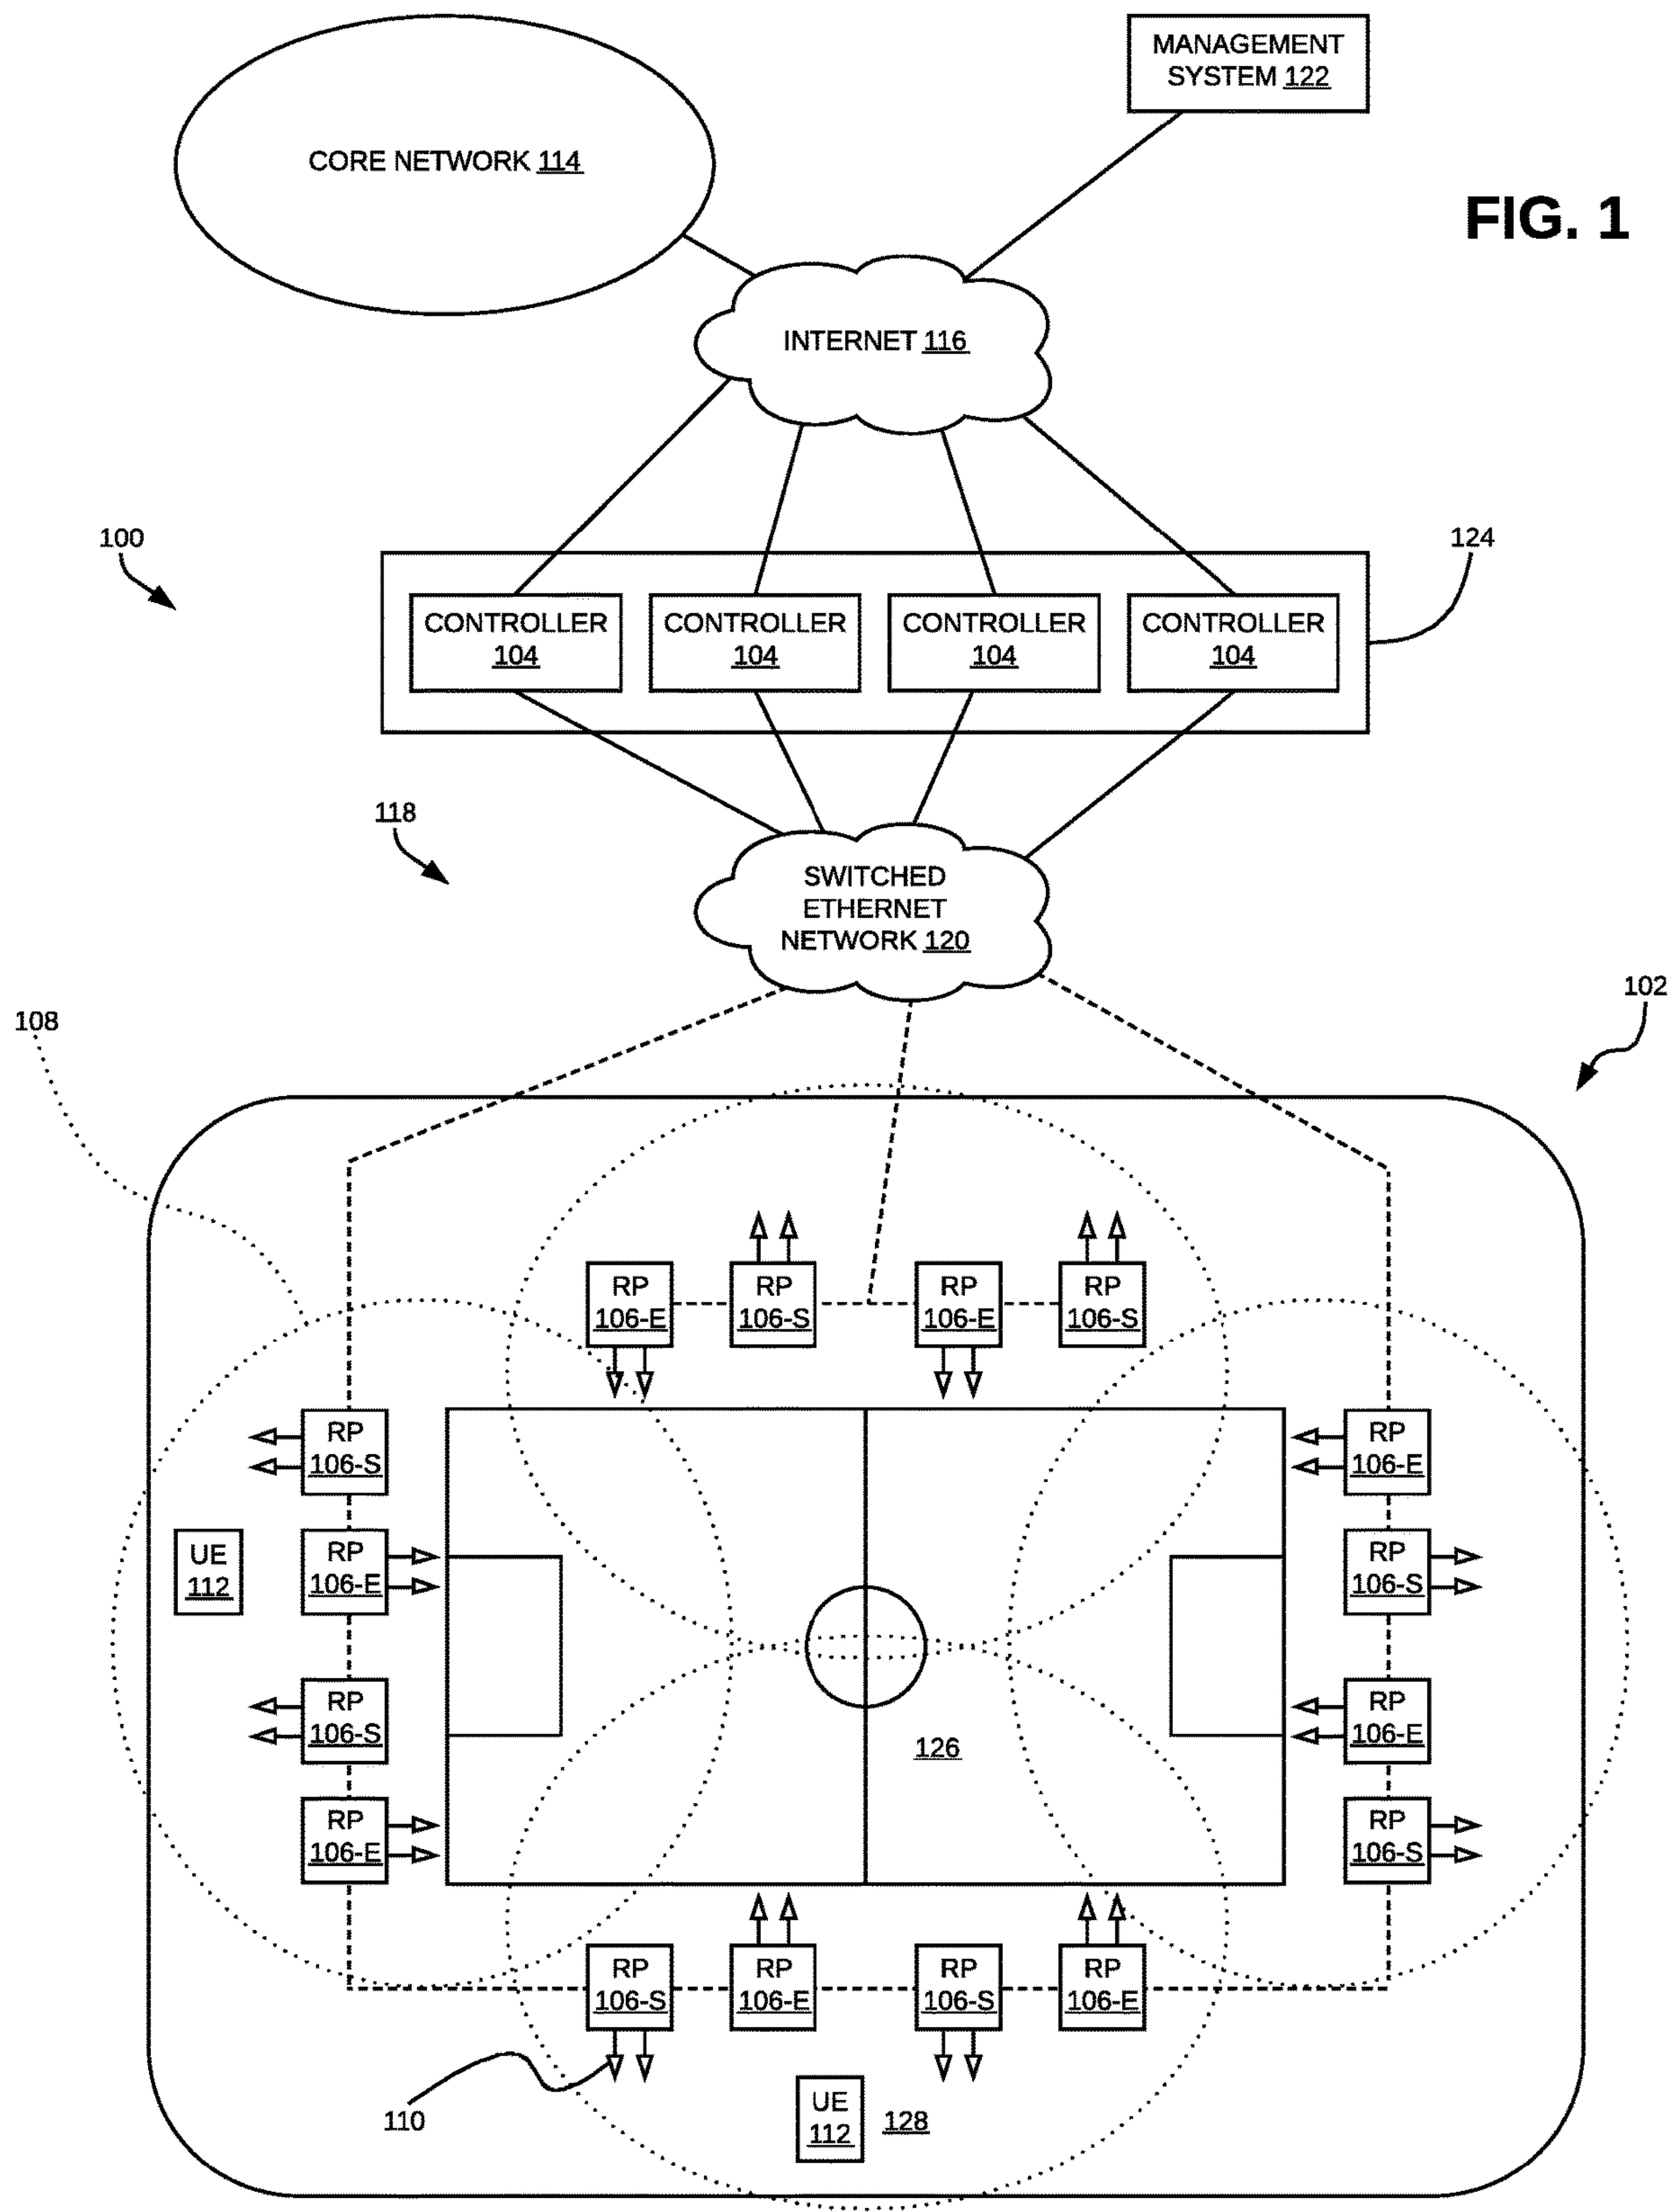 MANAGEMENT
SYSTEM 122
CORE NETWORK 114
FIG. 1
INTERNET 116
100
124
CONTROLLER
104
CONTROLLER
104
CONTROLLER
104
CONTROLLER
104
118
SWITCHED
ETHERNET
NETWORK 120
102
108
RP
106-E
RP
106-S
RP
106-E
RP
106-S
RP
106-S
RP
106-E
UE
112
RP
106-E
RP
106-S
RP
106-S
RP
106-E
126
RP
106-E
RP
106-S
RP
106-S
RP
106-E
RP
106-S
RP
106-E
110
UE
112
128